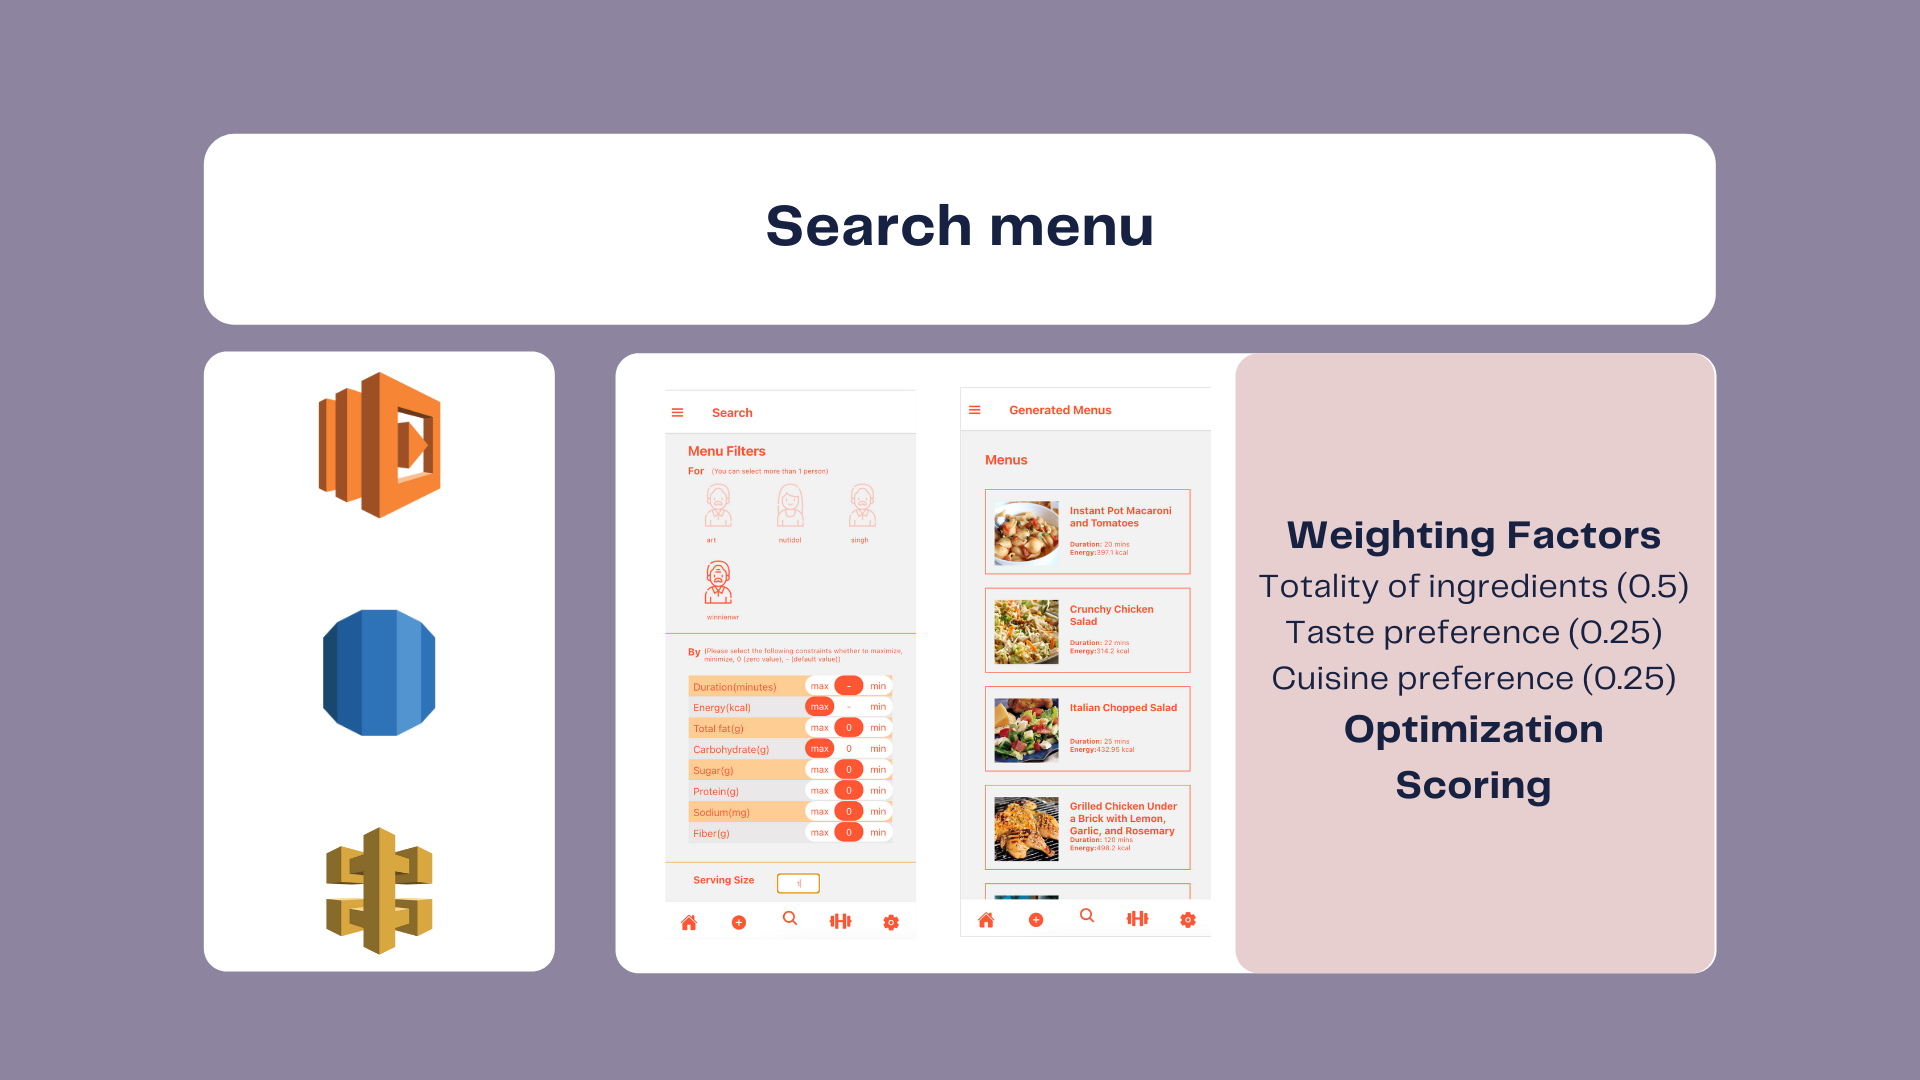 Search menu
Search
Menu Filters
For (You can select more than 1 person)
art nutidol singh
winnienwr
By (Please select the following constraints whether to maximize,
minimize, 0 (zero value), - (default value))
Duration(minutes) max - min
Energy(kcal) max - min
Total fat(g) max 0 min
Carbohydrate(g) max 0 min
Sugar(g) max 0 min
Protein(g) max 0 min
Sodium(mg) max 0 min
Fiber(g) max 0 min
Serving Size 1
Generated Menus
Menus
Instant Pot Macaroni
and Tomatoes
Duration: 20 mins
Energy:397.1 kcal
Crunchy Chicken
Salad
Duration: 22 mins
Energy:314.2 kcal
Italian Chopped Salad
Duration: 25 mins
Energy:432.95 kcal
Grilled Chicken Under
a Brick with Lemon,
Garlic, and Rosemary
Duration: 120 mins
Energy:498.2 kcal
Weighting Factors
Totality of ingredients (0.5)
Taste preference (0.25)
Cuisine preference (0.25)
Optimization
Scoring